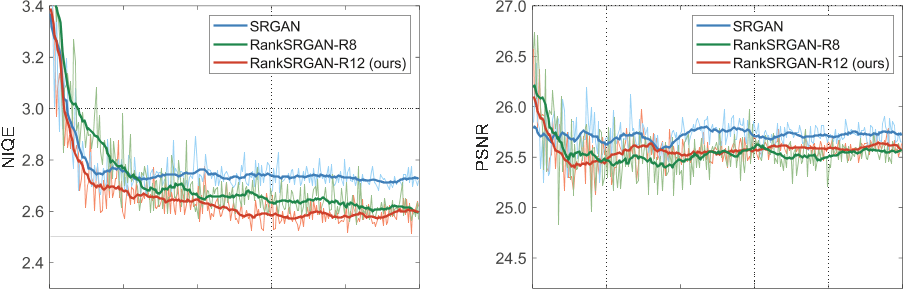 3.4
3.2
3.0
2.8
2.6
2.4
NIQE
SRGAN
RankSRGAN-R8
RankSRGAN-R12 (ours)
27.0
26.5
26.0
25.5
25.0
24.5
PSNR
SRGAN
RankSRGAN-R8
RankSRGAN-R12 (ours)